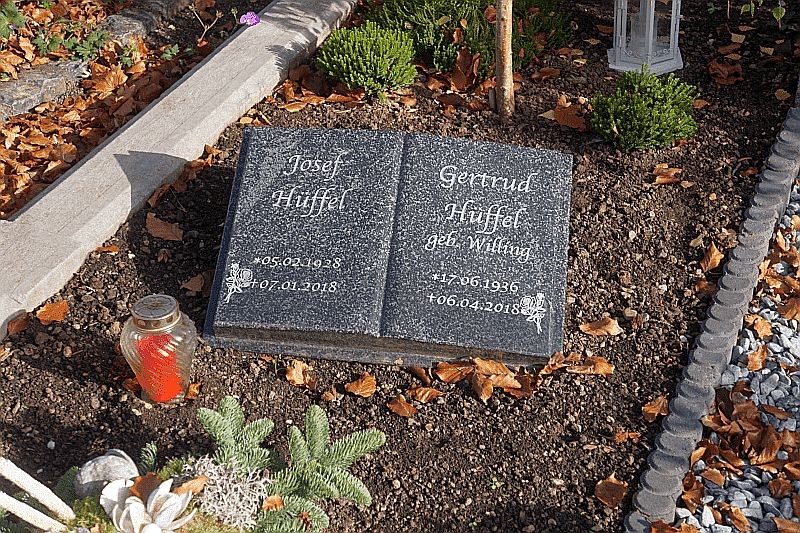 Josef
Hüffel
*05.02.1928
+07.01.2018
Gertrud
Hüffel
geb. Willing
*17.06.1936
+06.04.2018